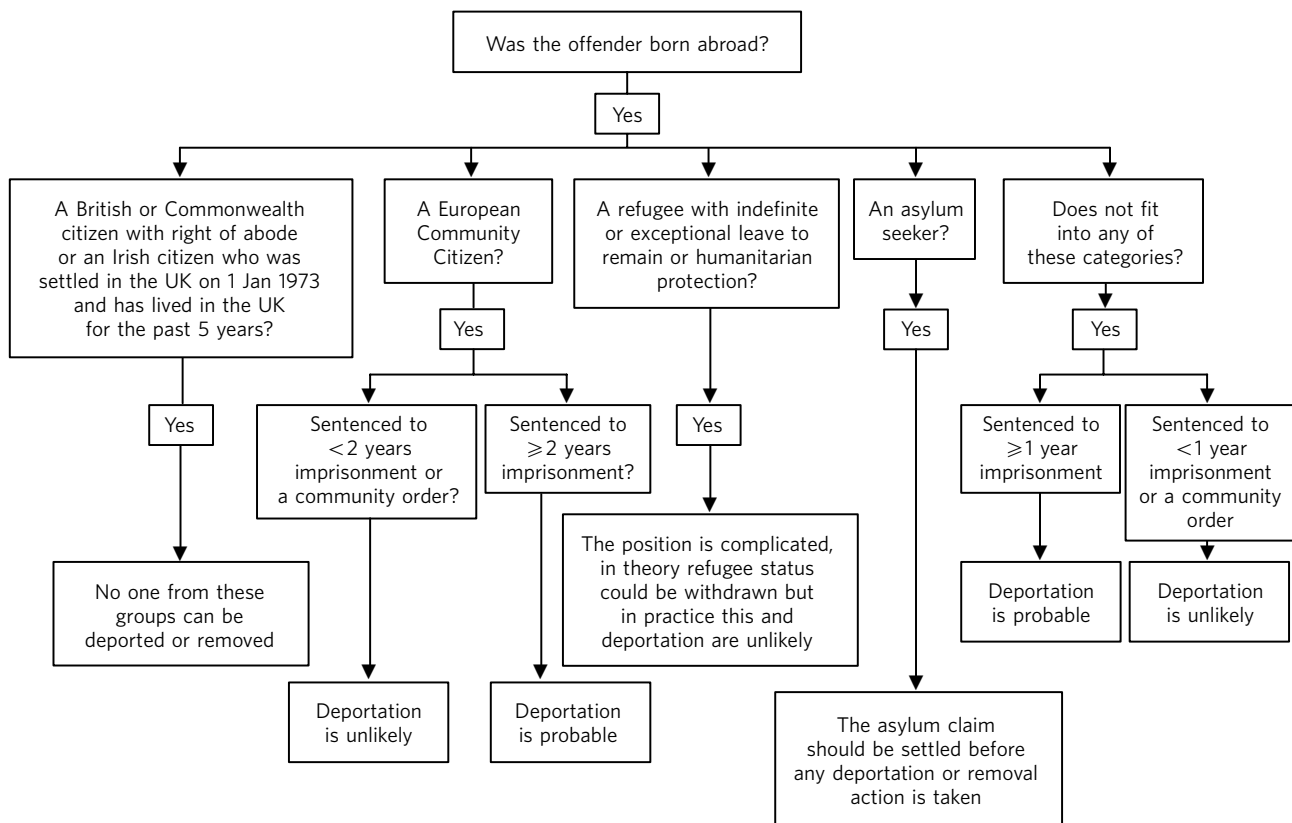 Was the offender born abroad?
Yes
A British or Commonwealth
citizen with right of abode
or an Irish citizen who was
settled in the UK on 1 Jan 1973
and has lived in the UK
for the past 5 years?
A European
Community
Citizen?
A refugee with indefinite
or exceptional leave to
remain or humanitarian
protection?
An asylum
seeker?
Does not fit
into any of
these categories?
Yes
Yes
Yes
Yes
Sentenced to
<2 years
imprisonment or
a community order?
Sentenced to
⩾2 years
imprisonment?
Yes
Sentenced to
⩾1 year
imprisonment
Sentenced to
<1 year
imprisonment
or a community
order
No one from these
groups can be
deported or removed
The position is complicated,
in theory refugee status
could be withdrawn but
in practice this and
deportation are unlikely
Deportation
is probable
Deportation
is unlikely
Deportation
is unlikely
Deportation
is probable
The asylum claim
should be settled before
any deportation or removal
action is taken